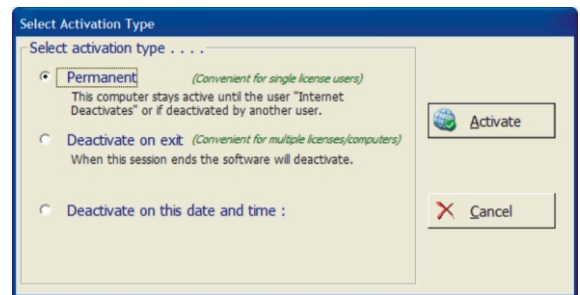 Select Activation Type
Select activation type . . . .
Permanent (Convenient for single license users)
This computer stays active until the user "Internet
Deactivates" or if deactivated by another user.
Activate
Deactivate on exit (Convenient for multiple licenses/computers)
When this session ends the software will deactivate.
Deactivate on this date and time :
Cancel